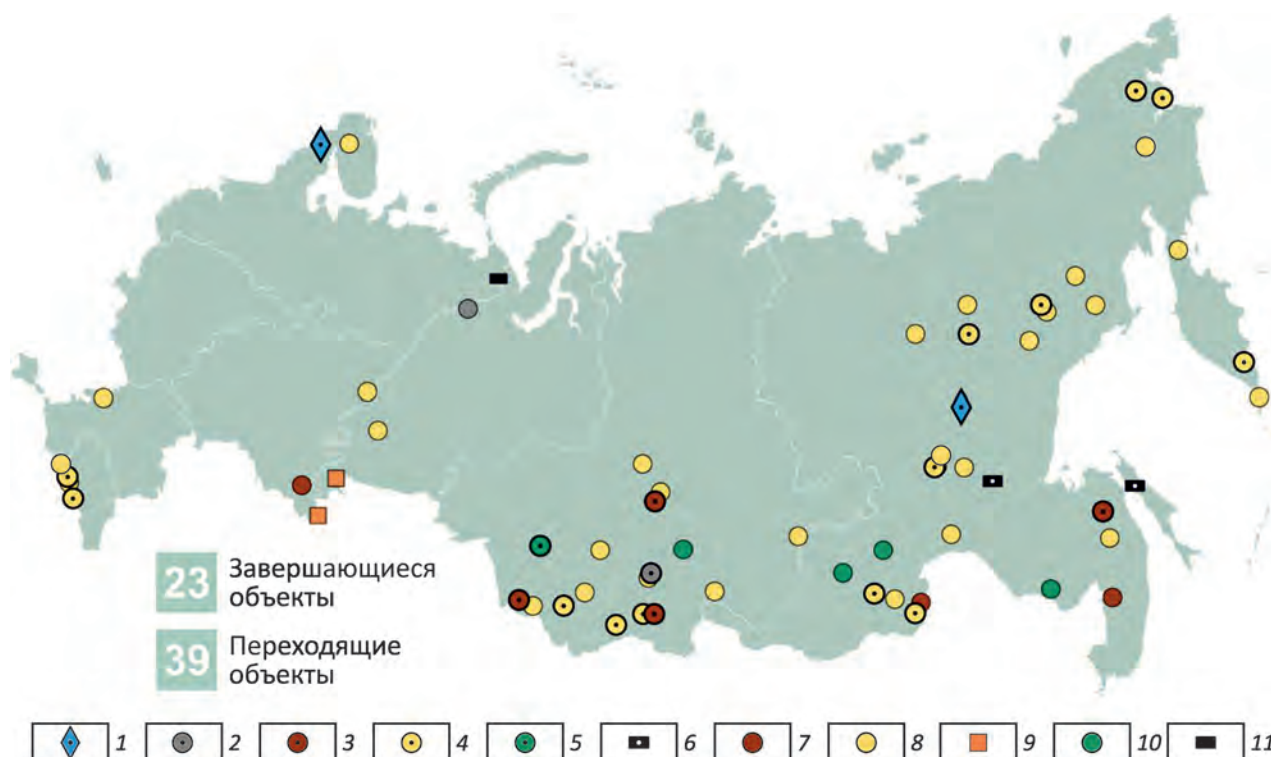 23 Завершающиеся
объекты
39 Переходящие
объекты
1 2 3 4 5 6 7 8 9 10 11